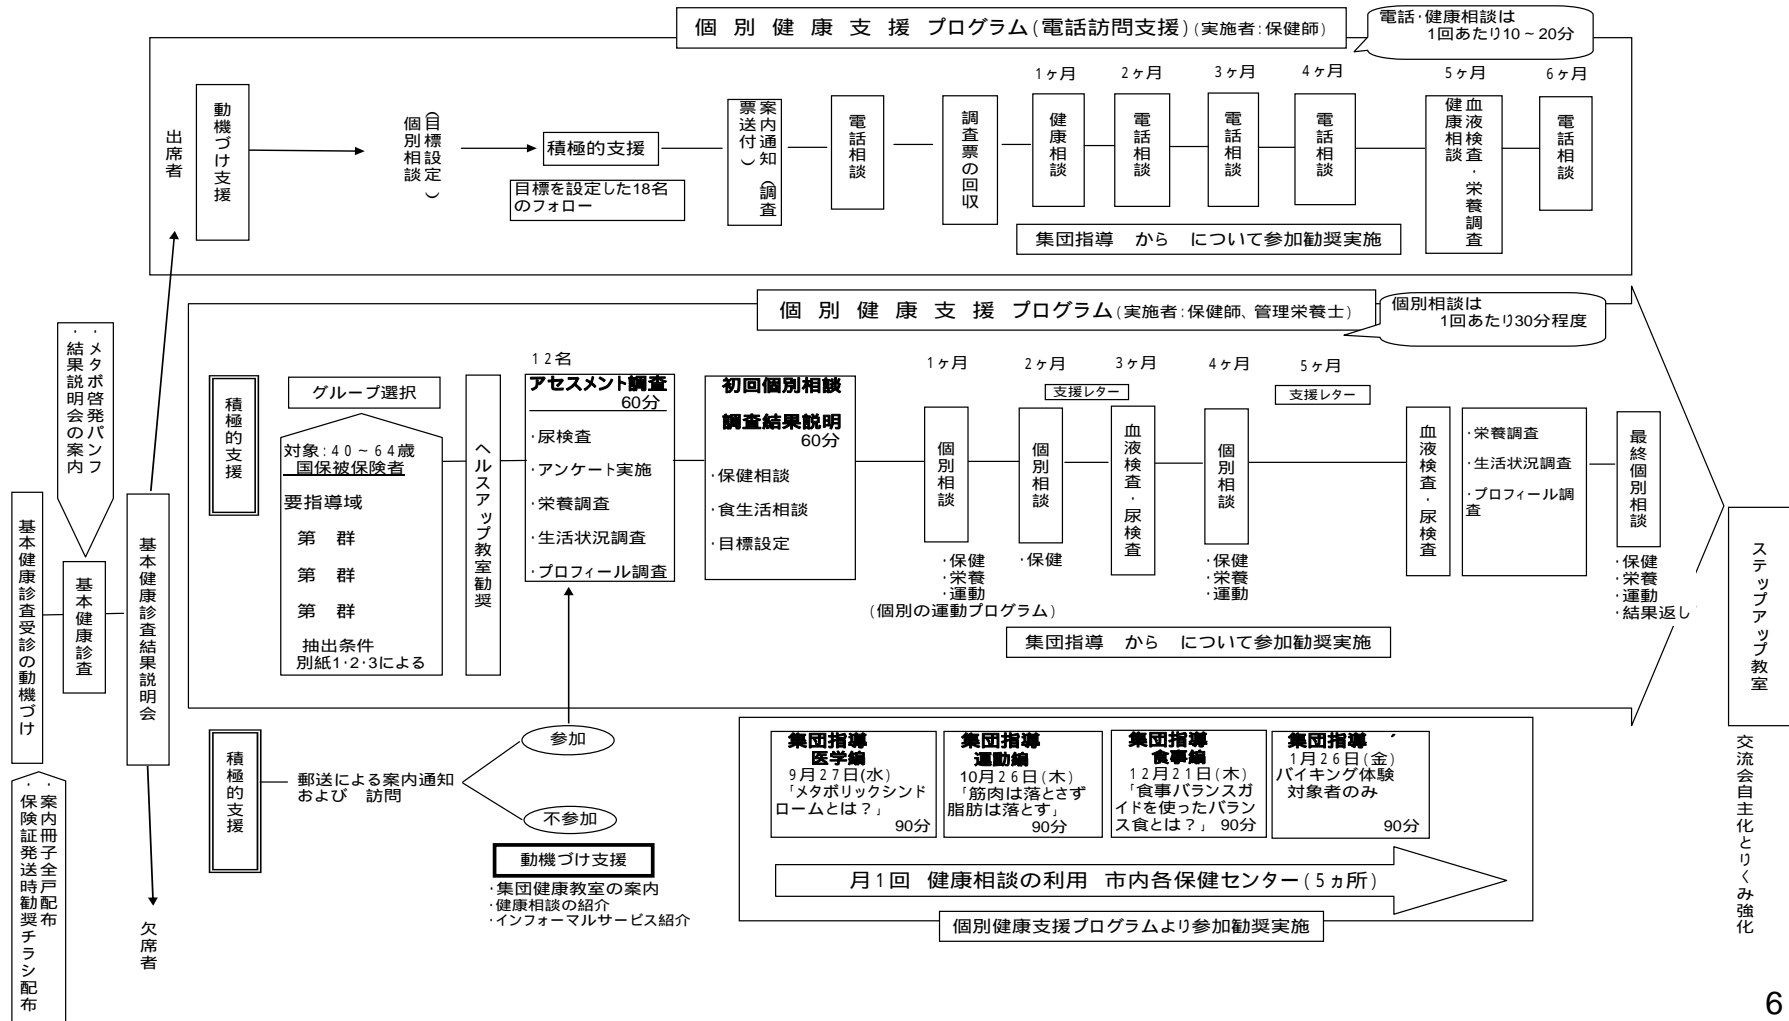 個 別 健 康 支 援 プログラム(電話訪問支援)(実施者:保健師)
電話・健康相談は
1回あたり10～20分
出席者
動機づけ支援
個別相談
(目標設定)
積極的支援
目標を設定した18名
のフォロー
案内通知 (調査
票送付)
電話相談
調査票の回収
1ヶ月
健康相談
2ヶ月
電話相談
3ヶ月
電話相談
4ヶ月
電話相談
5ヶ月
血液検査・栄養調査
健康相談
6ヶ月
電話相談
集団指導 から について参加勧奨実施
個 別 健 康 支 援 プログラム(実施者:保健師、管理栄養士)
個別相談は
1回あたり30分程度
・メタボ啓発パンフ
・結果説明会の案内
基本健康診査受診の動機づけ
基本健康診査
基本健康診査結果説明会
・案内冊子全戸配布
・保険証発送時勧奨チラシ配布
欠席者
積極的支援
グループ選択
対象:40～64歳
国保被保険者
要指導域
第 群
第 群
第 群
抽出条件
別紙1・2・3による
ヘルスアップ教室勧奨
12名
アセスメント調査
60分
・尿検査
・アンケート実施
・栄養調査
・生活状況調査
・プロフィール調査
初回個別相談
調査結果説明
60分
・保健相談
・食生活相談
・目標設定
1ヶ月
個別相談
・保健
・栄養
・運動
(個別の運動プログラム)
2ヶ月
個別相談
・保健
支援レター
3ヶ月
血液検査・尿検査
4ヶ月
個別相談
・保健
・栄養
・運動
5ヶ月
支援レター
血液検査・尿検査
・栄養調査
・生活状況調査
・プロフィール調
査
最終個別相談
・保健
・栄養
・運動
・結果返し
集団指導 から について参加勧奨実施
ステップアップ教室
交流会自主化とりくみ強化
積極的支援
郵送による案内通知
および 訪問
参加
不参加
動機づけ支援
・集団健康教室の案内
・健康相談の紹介
・インフォーマルサービス紹介
集団指導
医学編
9月27日(水)
「メタボリックシンド
ロームとは?」
90分
集団指導
運動編
10月26日(木)
「筋肉は落とさず
脂肪は落とす」
90分
集団指導
食事編
12月21日(木)
「食事バランスガ
イドを使ったバラン
ス食とは?」 90分
集団指導 ´
1月26日(金)
バイキング体験
対象者のみ
90分
月1回 健康相談の利用 市内各保健センター(5ヵ所)
個別健康支援プログラムより参加勧奨実施
6